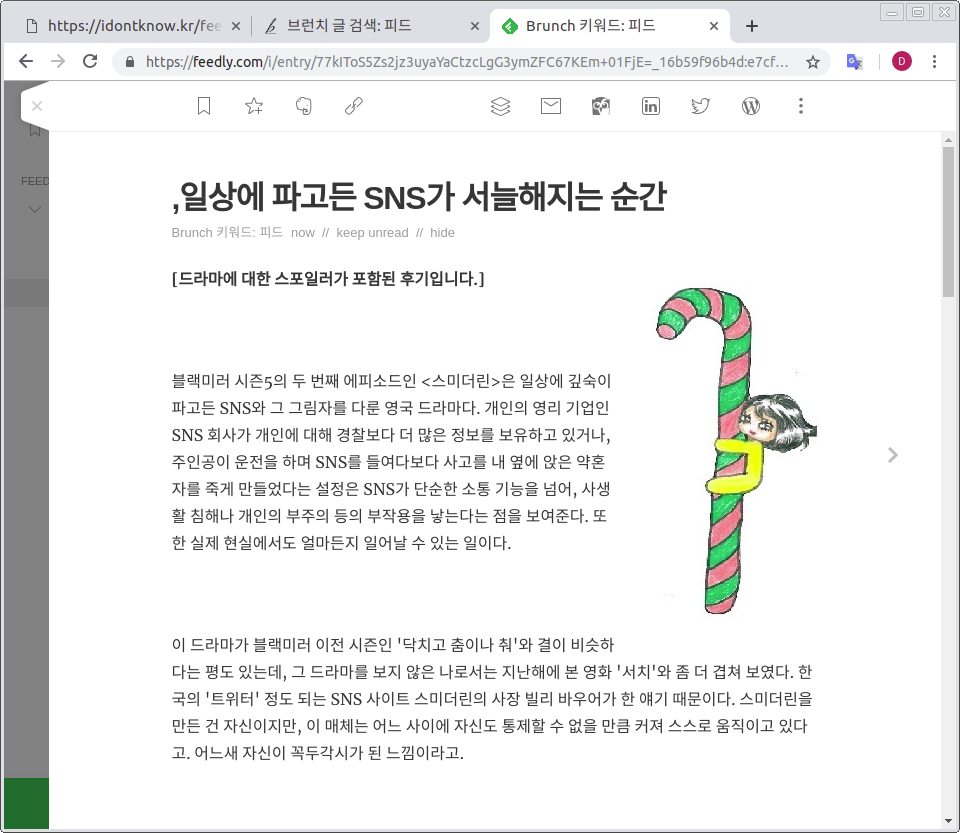 https://idontknow.kr/fee
브런치 글 검색: 피드
Brunch 키워드: 피드
https://feedly.com/i/entry/77kIToS5Zs2jz3uyaYaCtzcLgG3ymZFC67KEm+01FjE=_16b59f96b4d:e7cf...
D
FEED
,일상에 파고든 SNS가 서늘해지는 순간
Brunch 키워드: 피드 now // keep unread // hide
[드라마에 대한 스포일러가 포함된 후기입니다.]
블랙미러 시즌5의 두 번째 에피소드인 <스미더린>은 일상에 깊숙이
파고든 SNS와 그 그림자를 다룬 영국 드라마다. 개인의 영리 기업인
SNS 회사가 개인에 대해 경찰보다 더 많은 정보를 보유하고 있거나,
주인공이 운전을 하며 SNS를 들여다보다 사고를 내 옆에 앉은 약혼
자를 죽게 만들었다는 설정은 SNS가 단순한 소통 기능을 넘어, 사생
활 침해나 개인의 부주의 등의 부작용을 낳는다는 점을 보여준다. 또
한 실제 현실에서도 얼마든지 일어날 수 있는 일이다.
이 드라마가 블랙미러 이전 시즌인 '닥치고 춤이나 춰'와 결이 비슷하
다는 평도 있는데, 그 드라마를 보지 않은 나로서는 지난해에 본 영화 '서치'와 좀 더 겹쳐 보였다. 한
국의 '트위터' 정도 되는 SNS 사이트 스미더린의 사장 빌리 바우어가 한 얘기 때문이다. 스미더린을
만든 건 자신이지만, 이 매체는 어느 사이에 자신도 통제할 수 없을 만큼 커져 스스로 움직이고 있다
고. 어느새 자신이 꼭두각시가 된 느낌이라고.